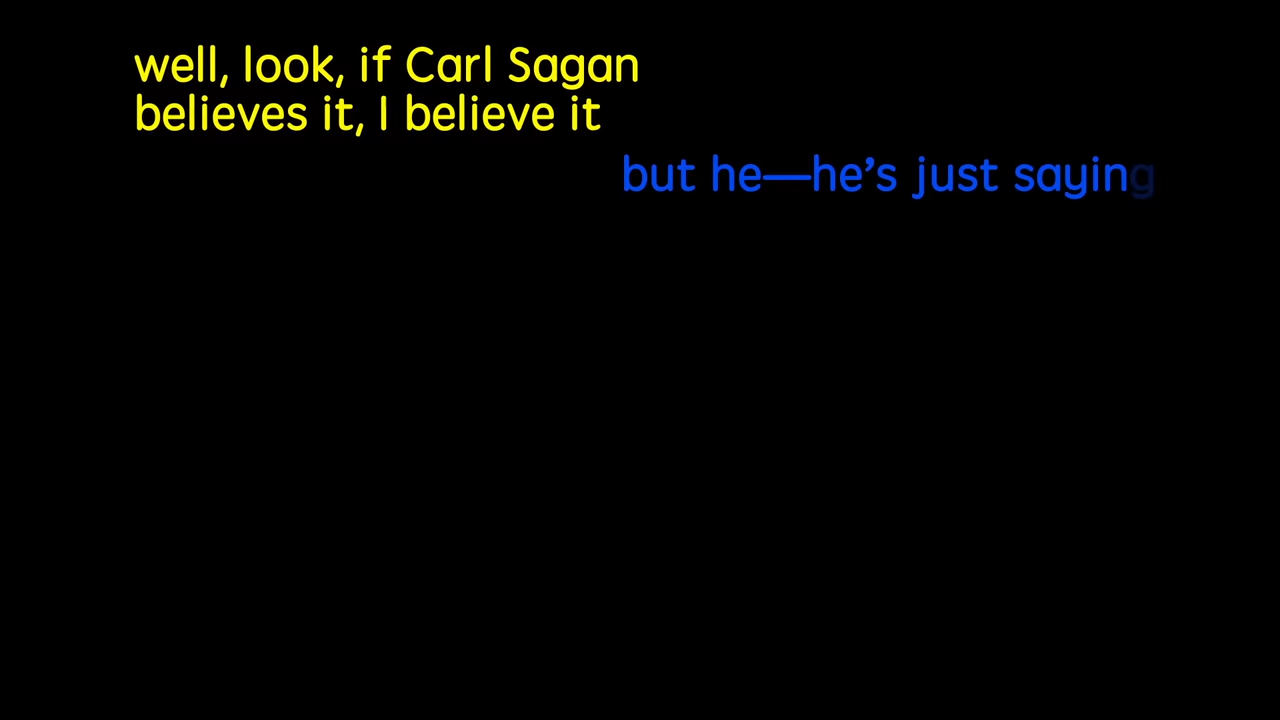 well, look, if Carl Sagan
believes it, I believe it
but he—he’s just saying